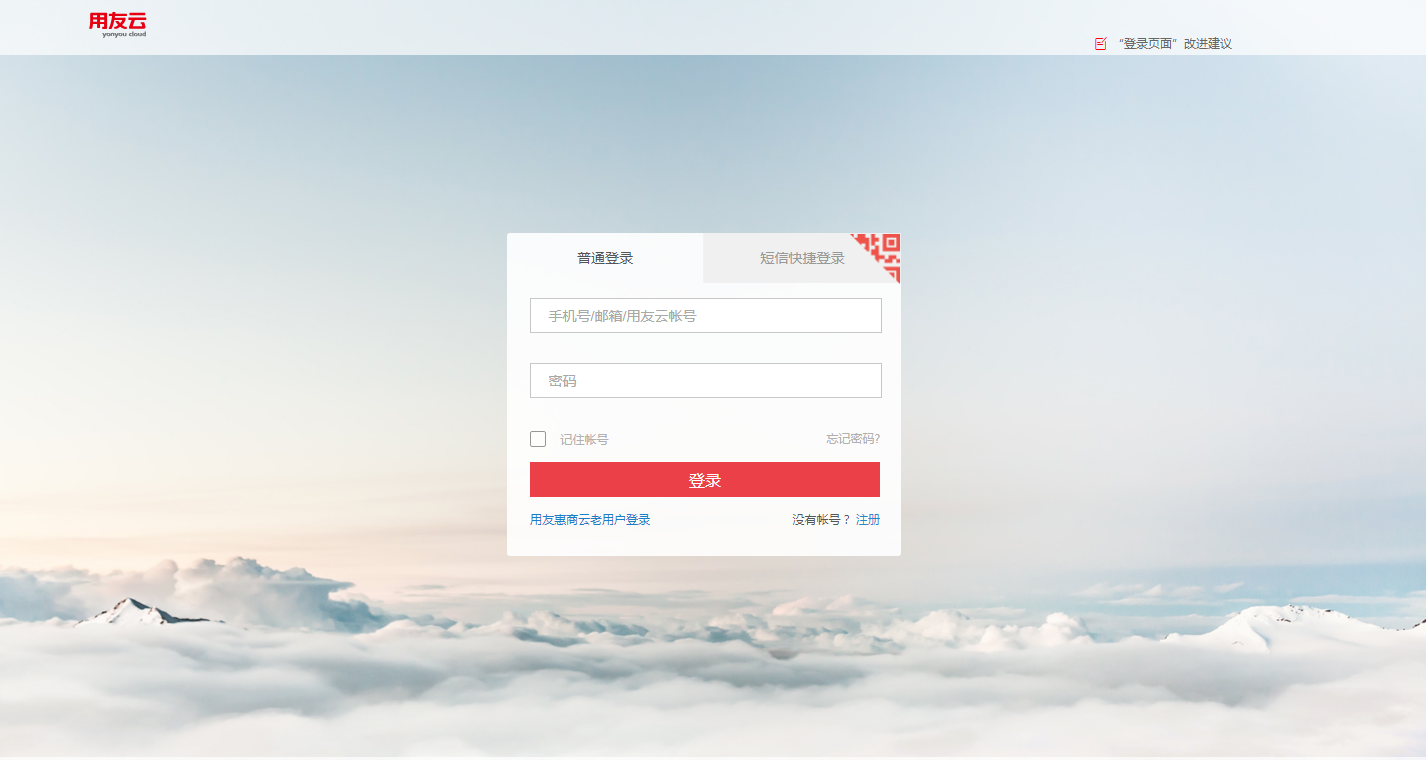 用友云
yonyou cloud
“登录页面”改进建议
普通登录
短信快捷登录
手机号/邮箱/用友云帐号
密码
记住帐号
忘记密码?
登录
用友惠商云老用户登录
没有帐号？注册